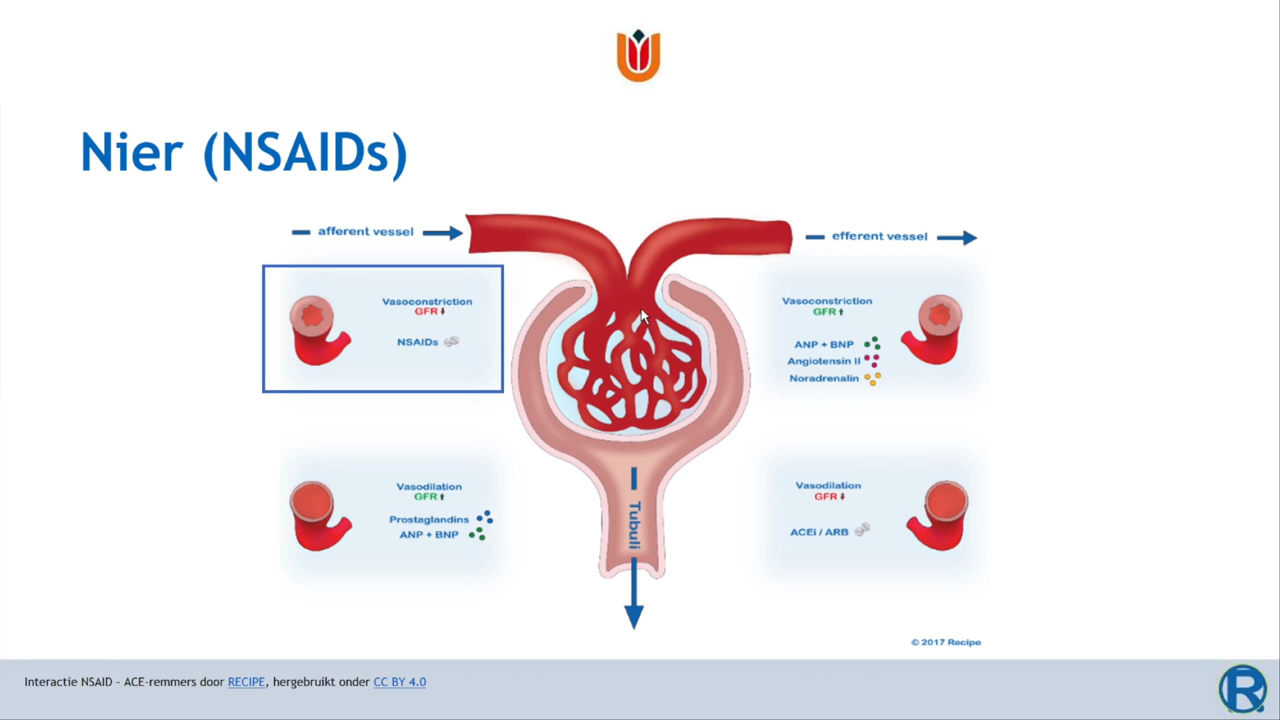 Nier (NSAIDs)
afferent vessel
efferent vessel
Vasoconstriction
GFR
NSAIDs
Vasoconstriction
GFR
ANP + BNP
Angiotensin II
Noradrenalin
Vasodilation
GFR
Prostaglandins
ANP + BNP
Tubuli
Vasodilation
GFR
ACEi / ARB
© 2017 Recipe
Interactie NSAID – ACE-remmers door RECIPE, hergebruikt onder CC BY 4.0
R